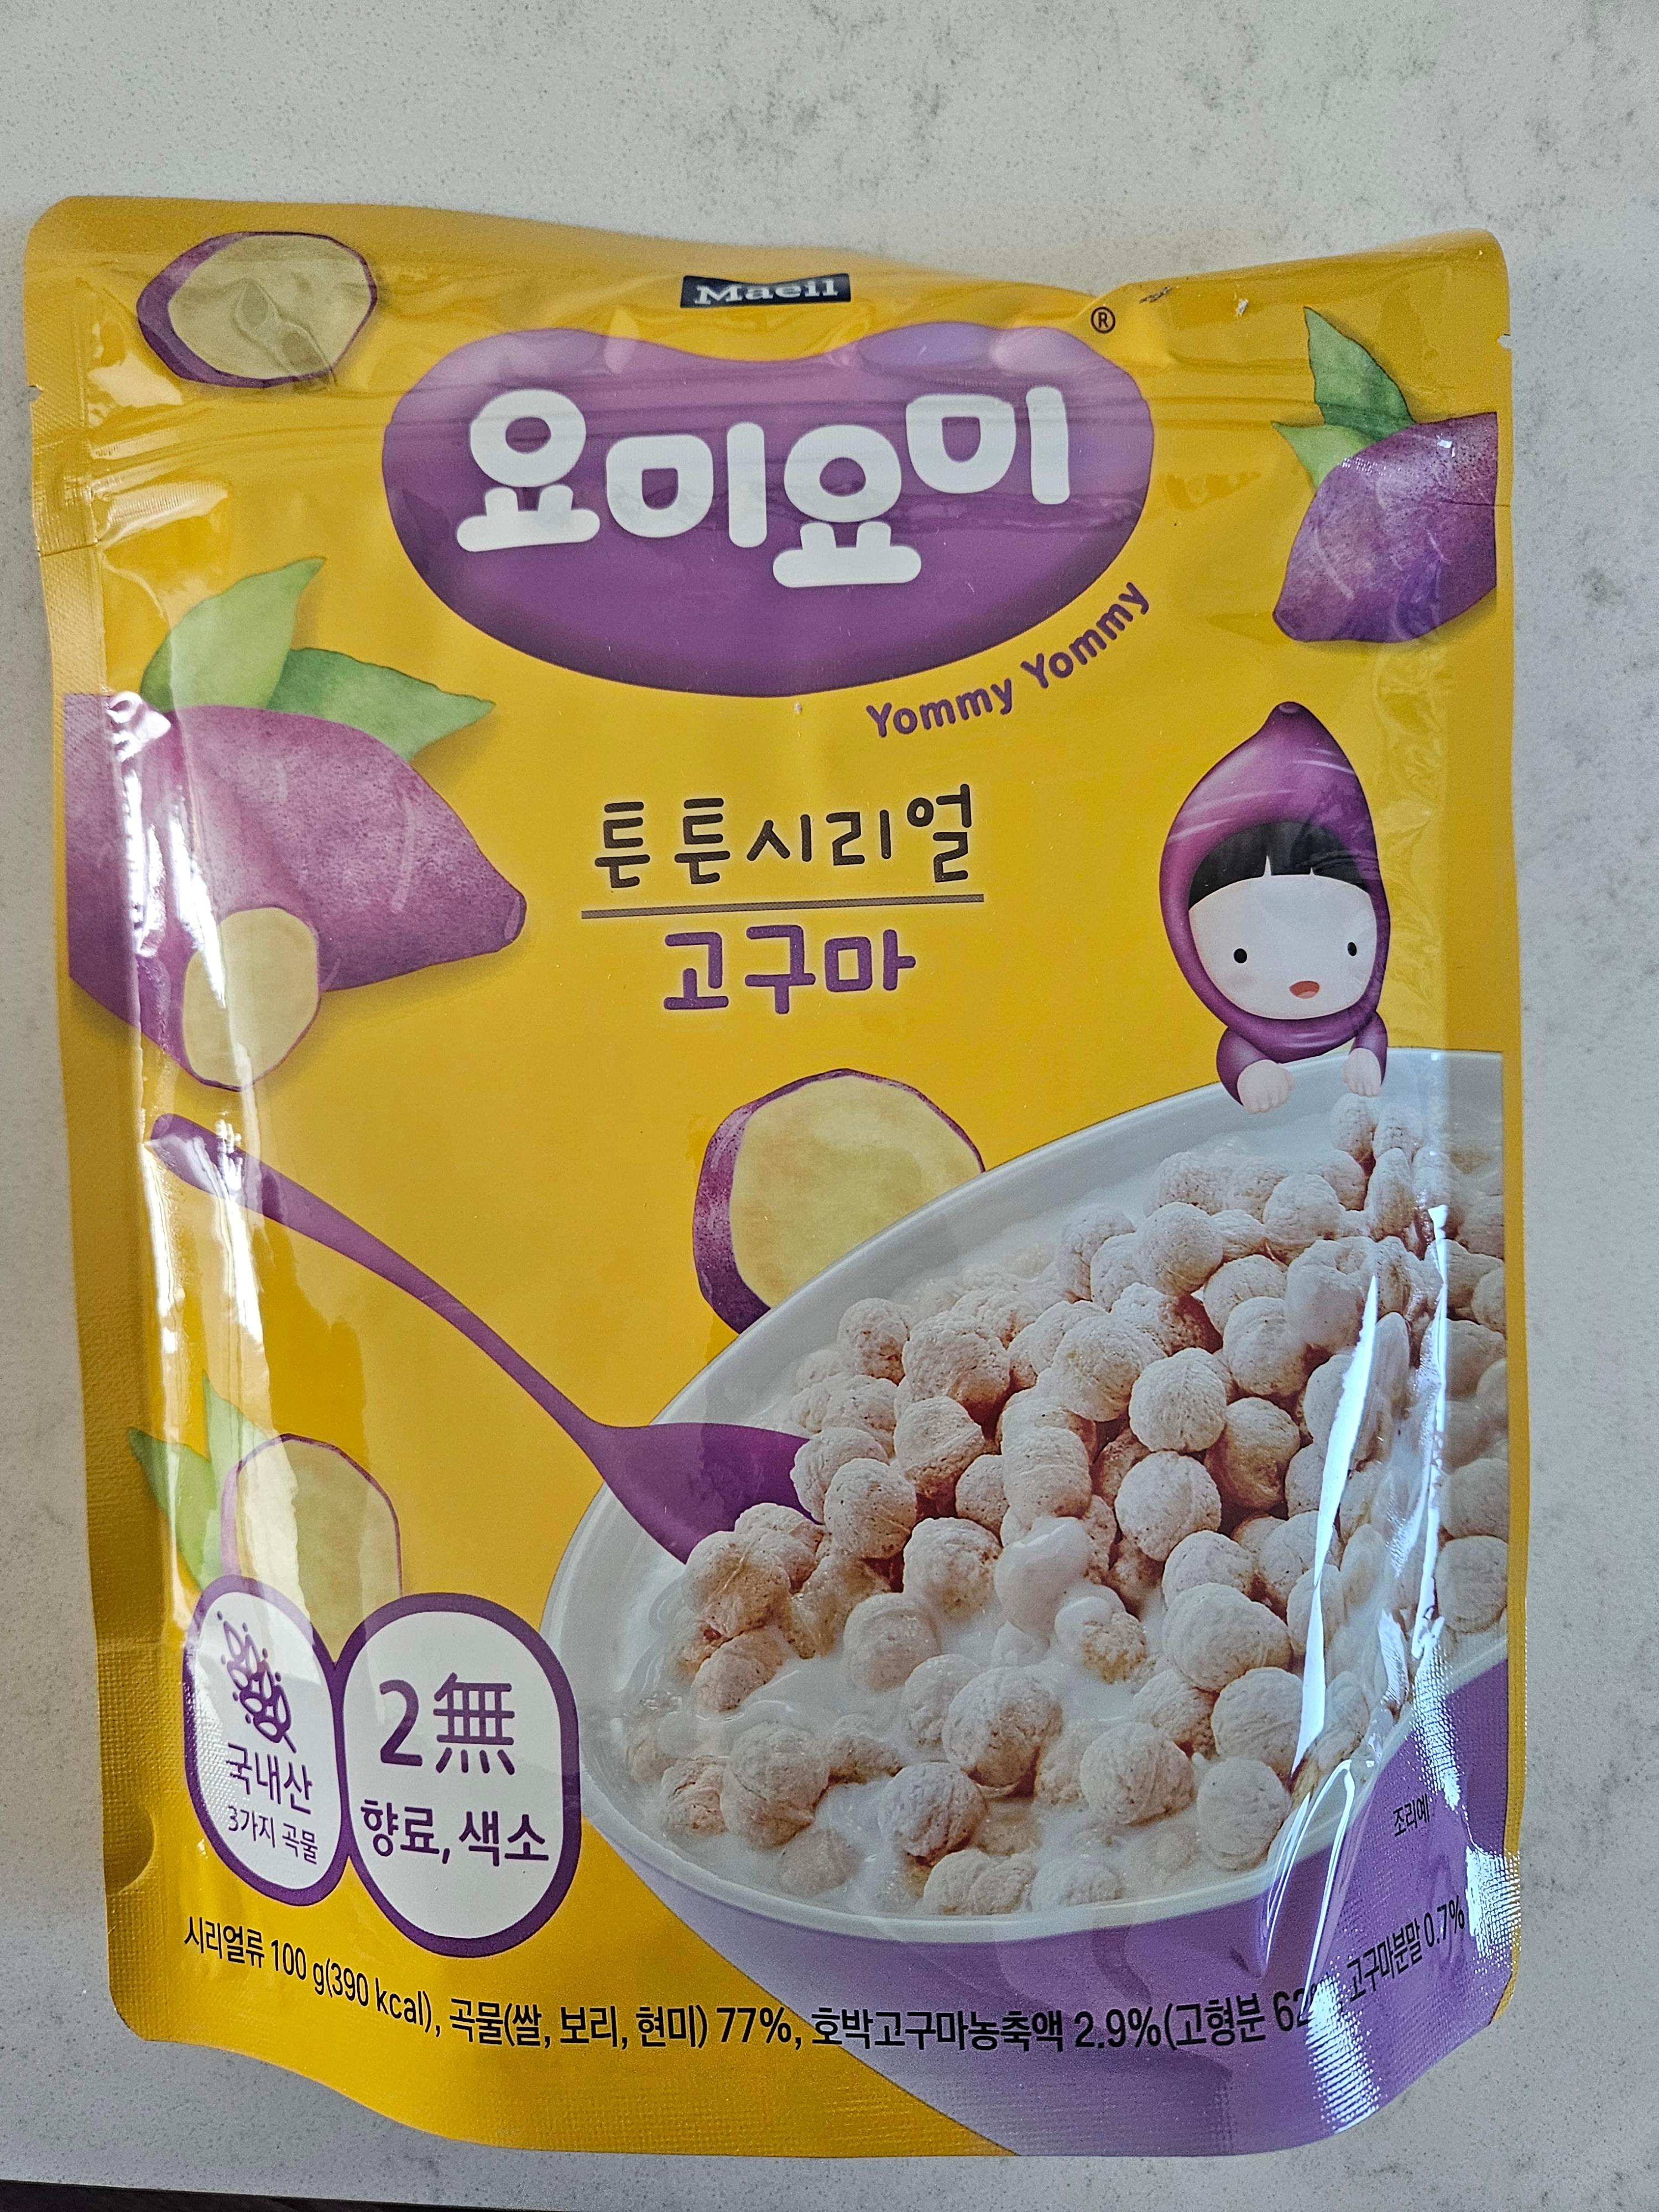 Maeil
®
요미요미
Yommy Yommy
튼튼시리얼
고구마
국내산
3가지 곡물
2無
향료, 색소
조리예
시리얼류 100 g(390 kcal), 곡물(쌀, 보리, 현미) 77%, 호박고구마농축액 2.9%(고형분 고구마분말 0.7%